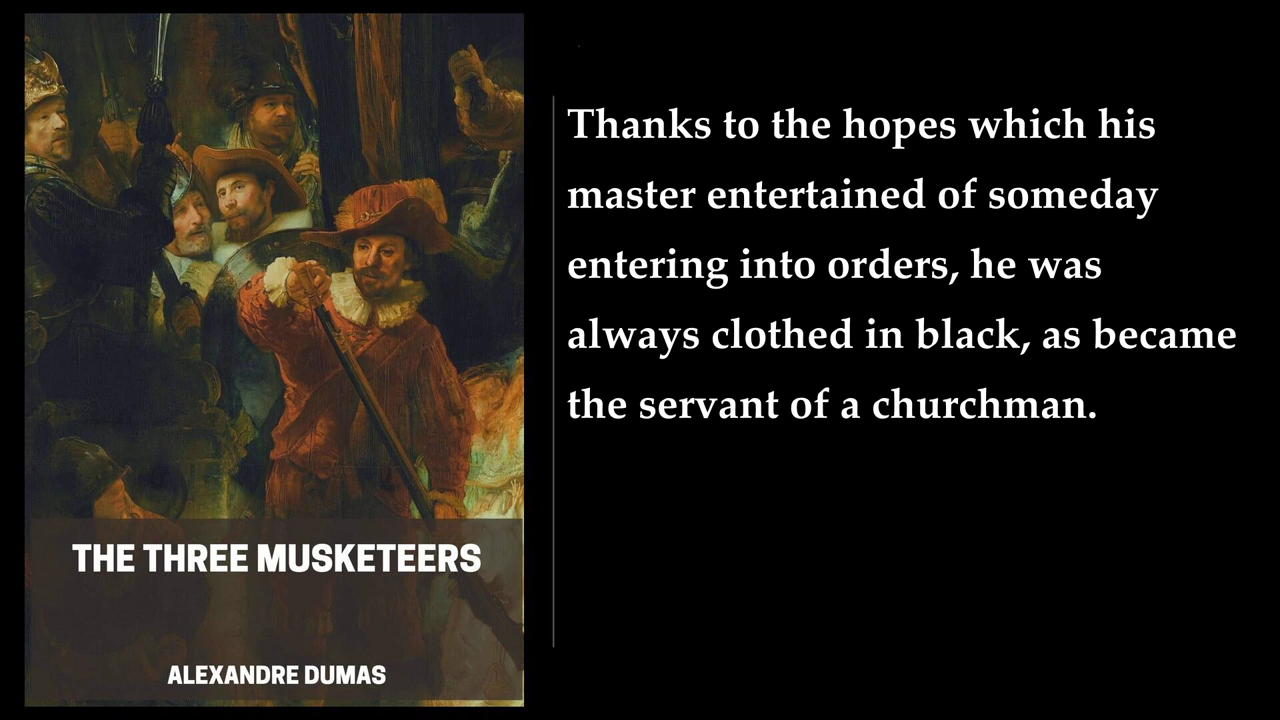 THE THREE MUSKETEERS
ALEXANDRE DUMAS
Thanks to the hopes which his
master entertained of someday
entering into orders, he was
always clothed in black, as became
the servant of a churchman.